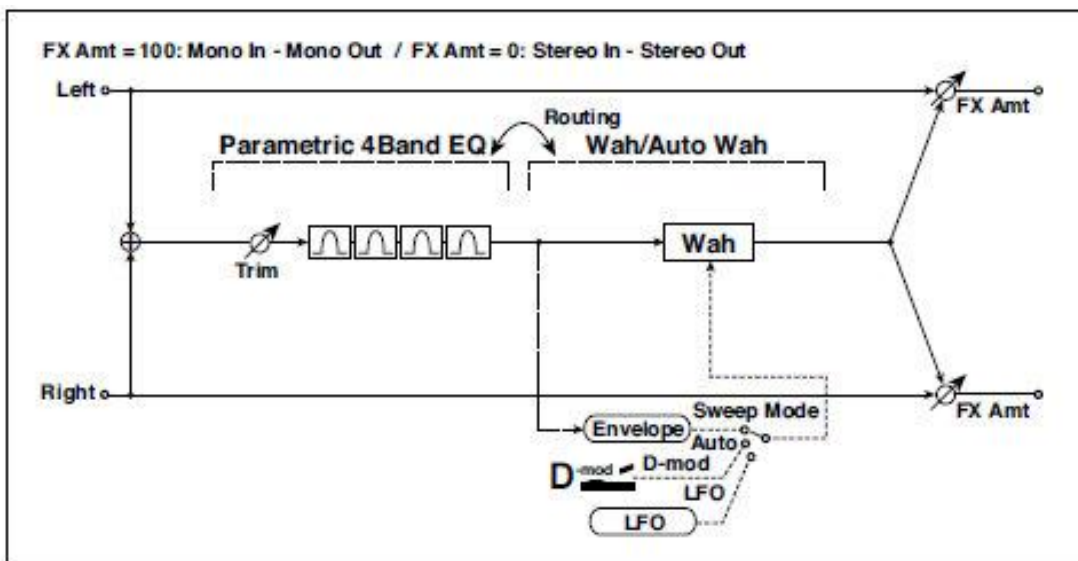 FX Amt = 100: Mono In - Mono Out / FX Amt = 0: Stereo In - Stereo Out
Left
FX Amt
Routing
Parametric 4Band EQ
Wah/Auto Wah
Wah
Trim
Right
FX Amt
Sweep Mode
Envelope
Auto
D-mod
D-mod
LFO
LFO